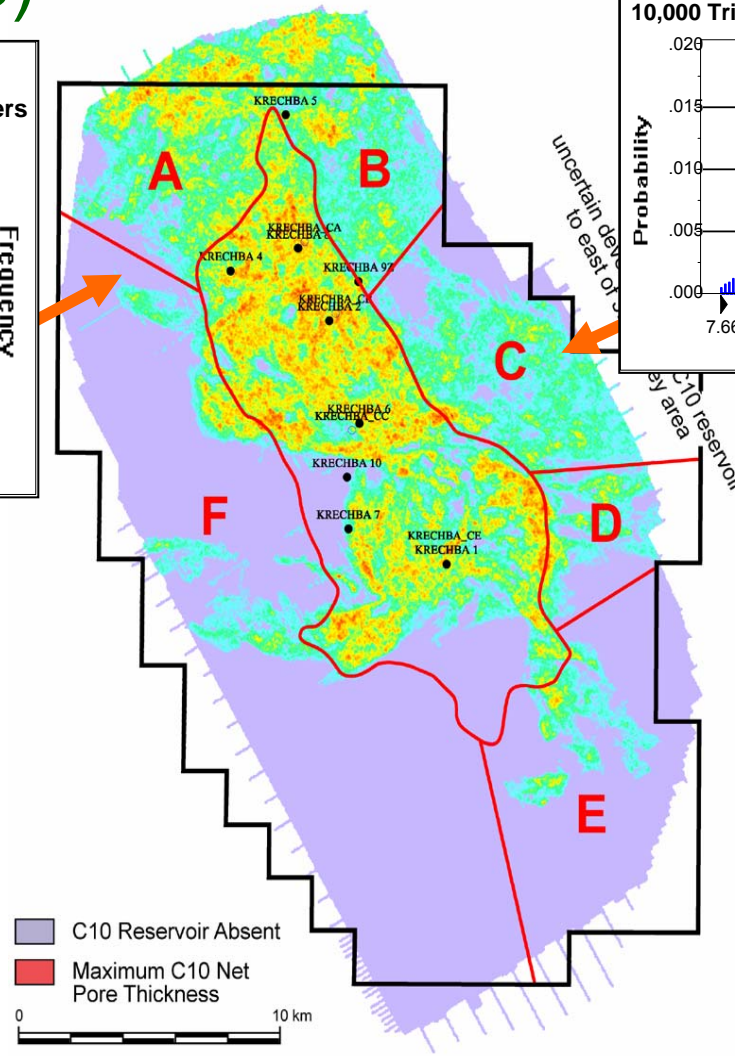 10,000 Tri
ers
Frequency
Probability
.020
.015
.010
.005
.000
7.66
uncertain deve
to east of
C10 reservoir
ey area
KRECHBA 5
A
B
KRECHBA_CA
KRECHBA 4
KRECHBA 2
C
KRECHBA 6
KRECHBA_CC
KRECHBA 10
F
KRECHBA 7
D
KRECHBA_CE
KRECHBA 1
E
C10 Reservoir Absent
Maximum C10 Net
Pore Thickness
0
10 km